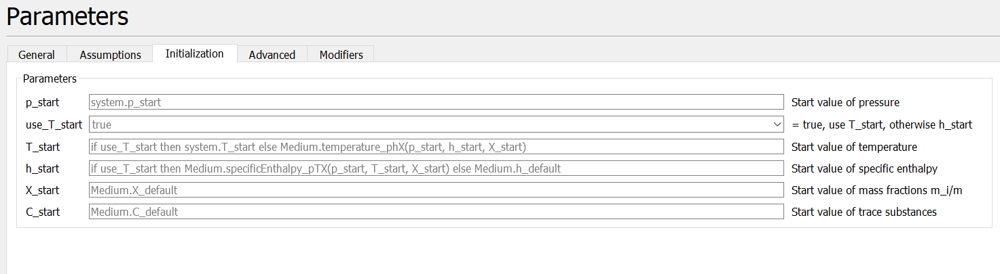 Parameters
General Assumptions Initialization Advanced Modifiers
Parameters
p_start system.p_start Start value of pressure
use_T_start true = true, use T_start, otherwise h_start
T_start if use_T_start then system.T_start else Medium.temperature_phX(p_start, h_start, X_start) Start value of temperature
h_start if use_T_start then Medium.specificEnthalpy_pTX(p_start, T_start, X_start) else Medium.h_default Start value of specific enthalpy
X_start Medium.X_default Start value of mass fractions m_i/m
C_start Medium.C_default Start value of trace substances